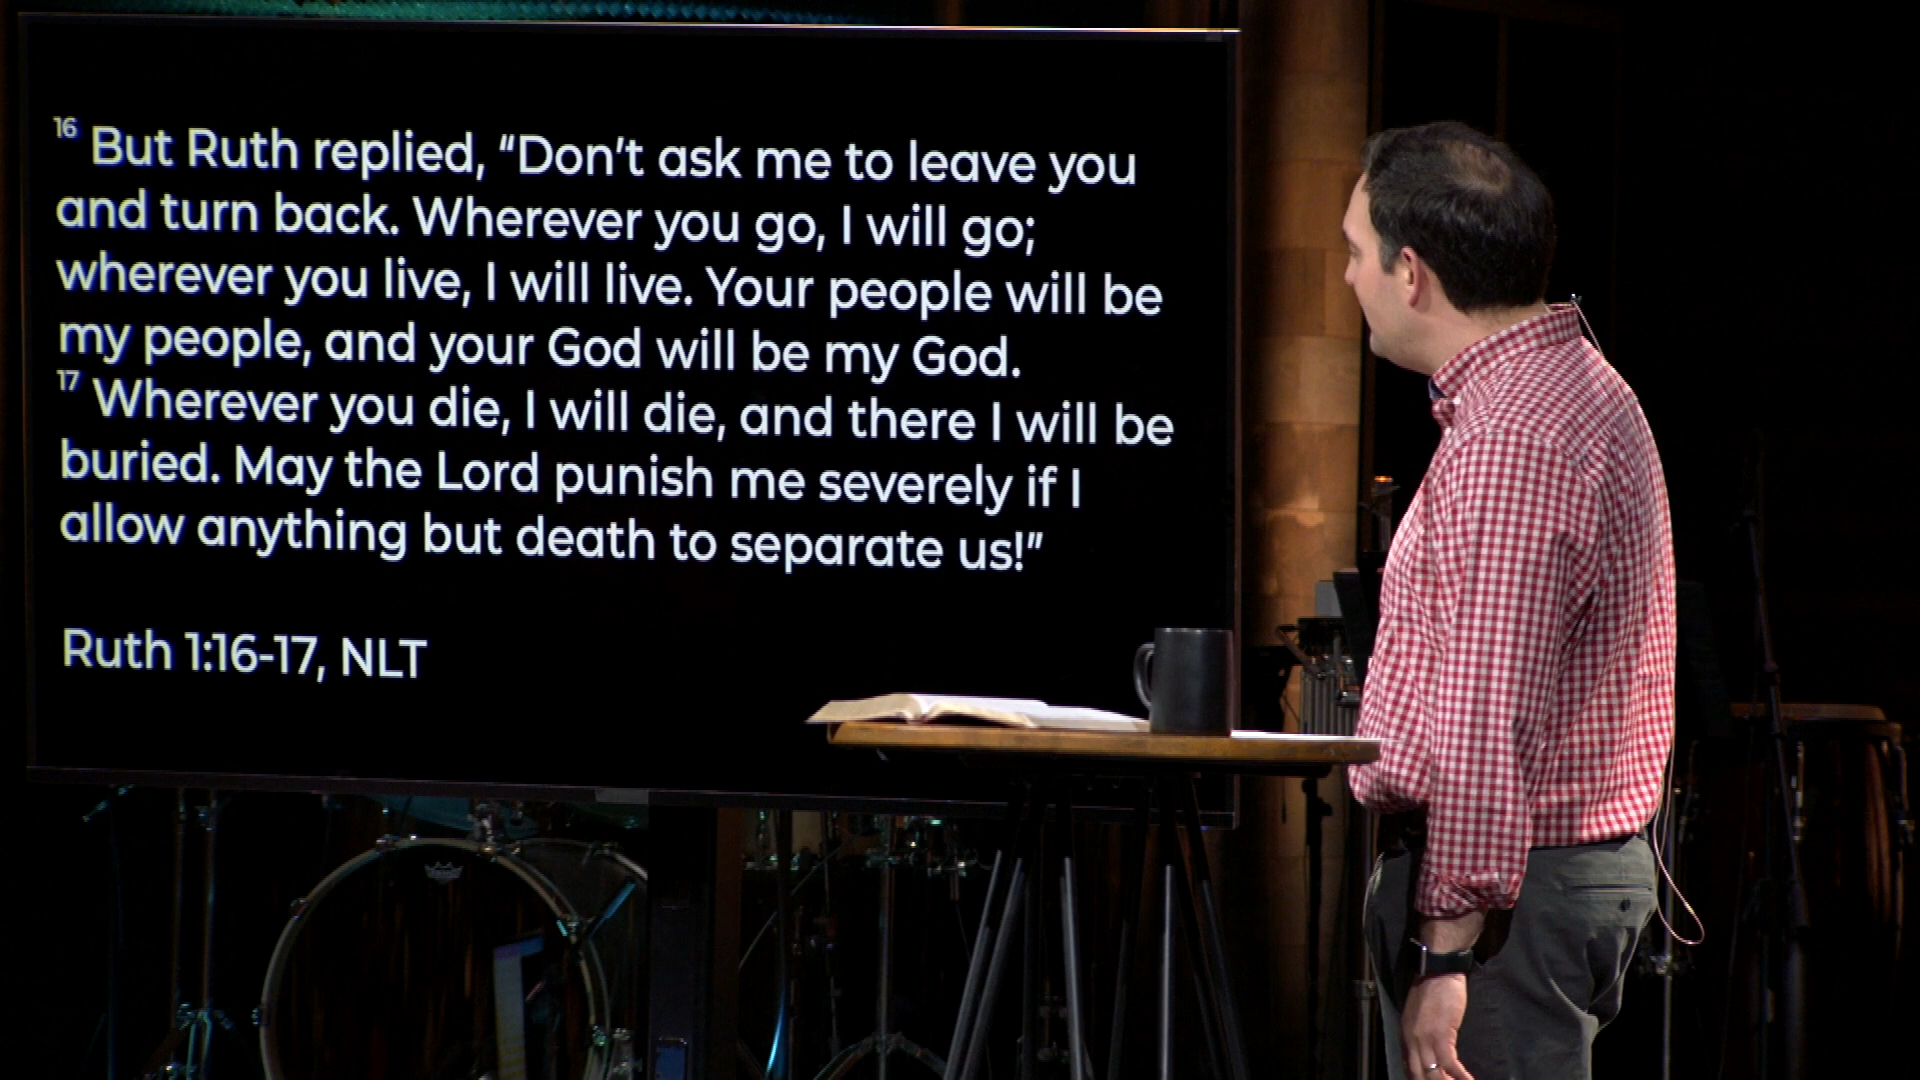 16 But Ruth replied, “Don’t ask me to leave you
and turn back. Wherever you go, I will go;
wherever you live, I will live. Your people will be
my people, and your God will be my God.
17 Wherever you die, I will die, and there I will be
buried. May the Lord punish me severely if I
allow anything but death to separate us!”
Ruth 1:16-17, NLT